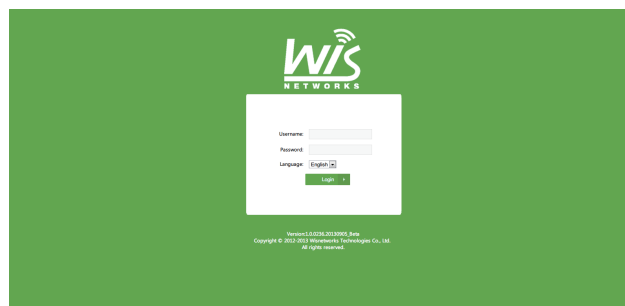 WIS
NETWORKS
Username:
Password:
Language: English
Login
Version:1.0.0236.20130905_Beta
Copyright © 2012-2013 Wisnetworks Technologies Co., Ltd.
All rights reserved.